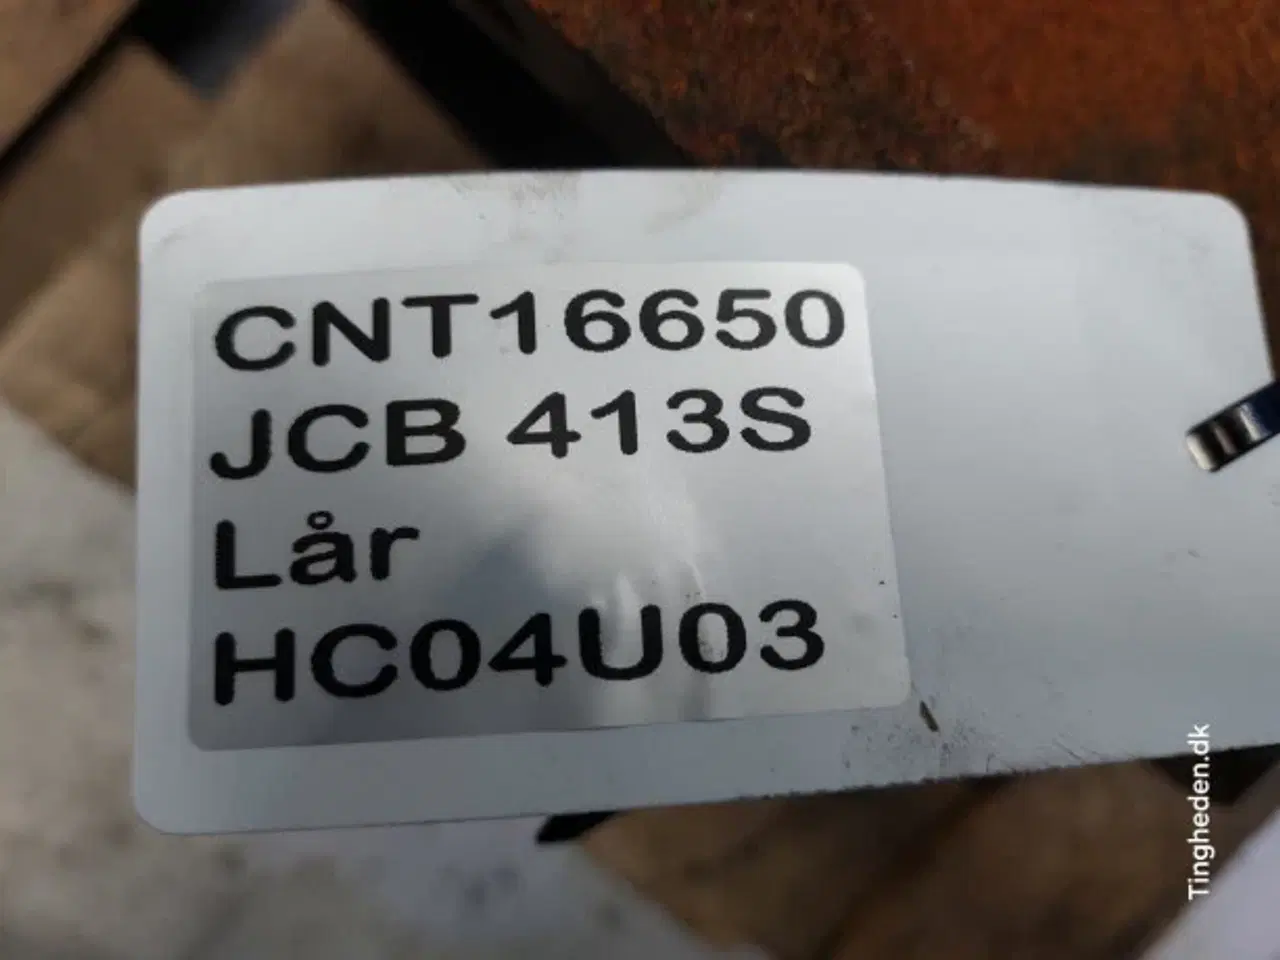 CNT16650
JCB 413S
Lår
HC04U03
Tingheden.dk